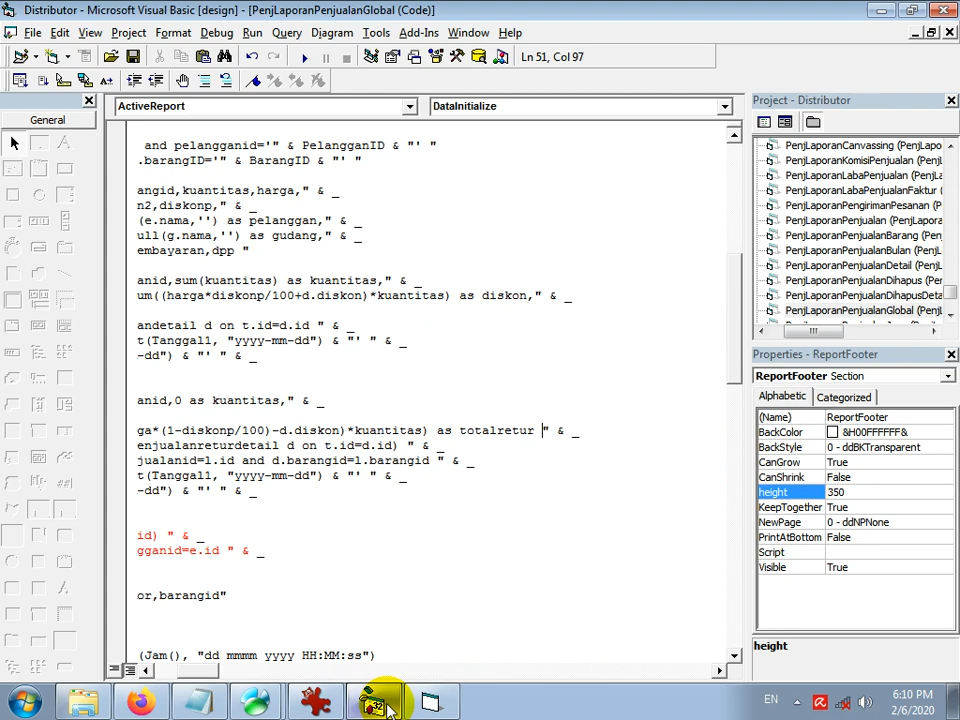 Distributor - Microsoft Visual Basic [design] - [PenjLaporanPenjualanGlobal (Code)]
File Edit View Project Format Debug Run Query Diagram Tools Add-Ins Window Help
Ln 51, Col 97
General
ActiveReport
DataInitialize
and pelangganid='" & PelangganID & "' "
.barangID='" & BarangID & "' "
angid,kuantitas,harga," & _
n2,diskonp," & _
(e.nama,'') as pelanggan," & _
ull(g.nama,'') as gudang," & _
embayaran,dpp "
anid,sum(kuantitas) as kuantitas," & _
um((harga*diskonp/100+d.diskon)*kuantitas) as diskon," & _
andetail d on t.id=d.id " & _
t(Tanggal1, "yyyy-mm-dd") & "' " & _
-dd") & "' " & _
anid,0 as kuantitas," & _
ga*(1-diskonp/100)-d.diskon)*kuantitas) as totalretur " & _
enjualanreturdetail d on t.id=d.id) " & _
jualanid=l.id and d.barangid=l.barangid " & _
t(Tanggal1, "yyyy-mm-dd") & "' " & _
-dd") & "' " & _
id) " & _
gganid=e.id " & _
or,barangid"
(Jam(), "dd mmmm yyyy HH:MM:ss")
Project - Distributor
PenjLaporanCanvassing (PenjLapo
PenjLaporanKomisiPenjualan (Penj
PenjLaporanLabaPenjualan (PenjLa
PenjLaporanLabaPenjualanFaktur (
PenjLaporanPengirimanPesanan (P
PenjLaporanPenjualan (PenjLapora
PenjLaporanPenjualanBarang (Penj
PenjLaporanPenjualanBulan (PenjL
PenjLaporanPenjualanDetail (PenjL
PenjLaporanPenjualanDihapus (Pen
PenjLaporanPenjualanDihapusDeta
PenjLaporanPenjualanGlobal (PenjL
Properties - ReportFooter
ReportFooter Section
Alphabetic Categorized
(Name) ReportFooter
BackColor &H00FFFFFF&
BackStyle 0 - ddBKTransparent
CanGrow True
CanShrink False
height 350
KeepTogether True
NewPage 0 - ddNPNone
PrintAtBottom False
Script
Visible True
height
EN
6:10 PM
2/6/2020